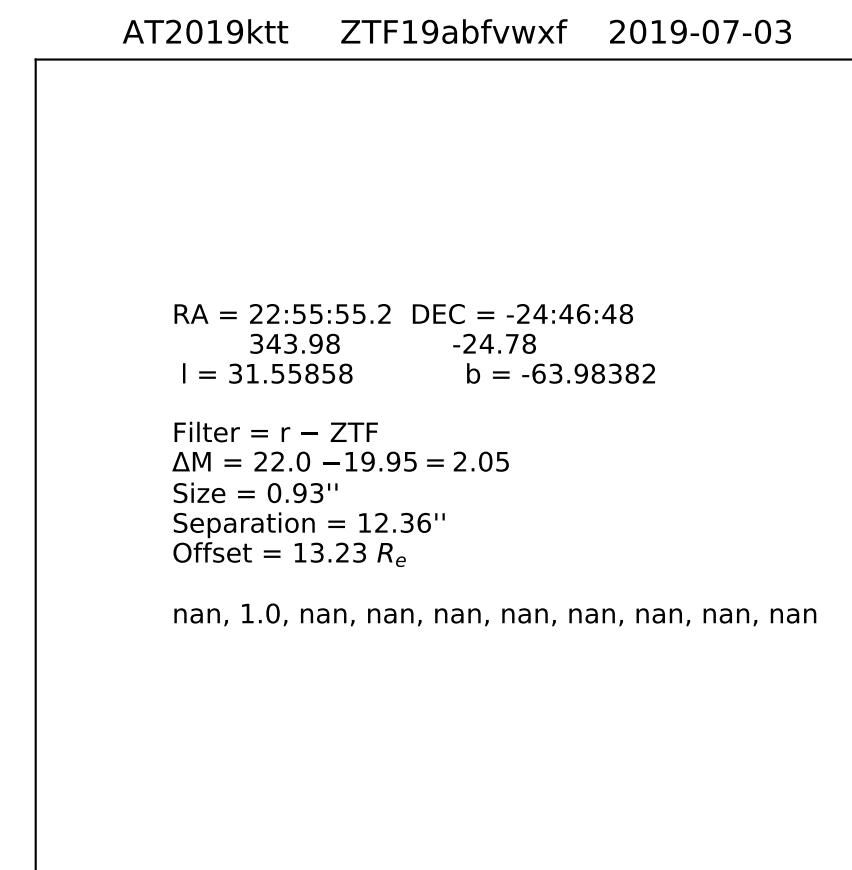 AT2019ktt ZTF19abfvwxf 2019-07-03
RA = 22:55:55.2 DEC = -24:46:48
343.98 -24.78
l = 31.55858 b = -63.98382
Filter = r − ZTF
ΔM = 22.0 −19.95 = 2.05
Size = 0.93''
Separation = 12.36''
Offset = 13.23 Re
nan, 1.0, nan, nan, nan, nan, nan, nan, nan, nan